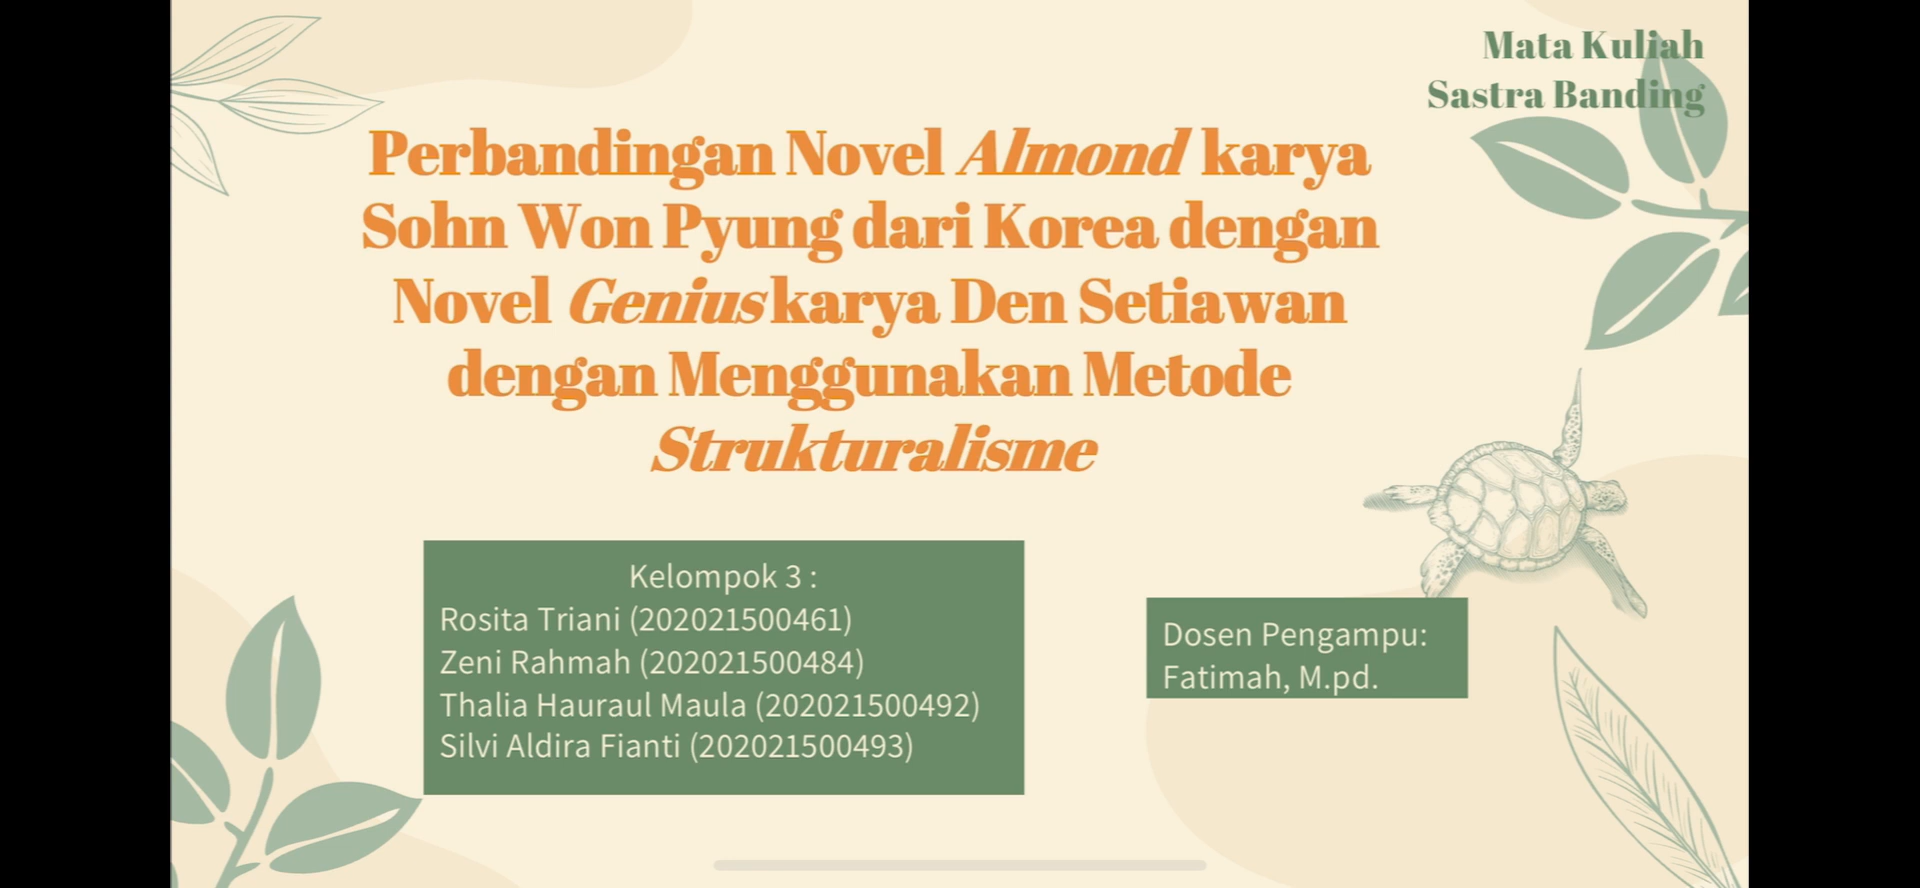 Mata Kuliah
Sastra Banding
Perbandingan Novel Almond karya
Sohn Won Pyung dari Korea dengan
Novel Genius karya Den Setiawan
dengan Menggunakan Metode
Strukturalisme
Kelompok 3 :
Rosita Triani (202021500461)
Zeni Rahmah (202021500484)
Thalia Hauraul Maula (202021500492)
Silvi Aldira Fianti (202021500493)
Dosen Pengampu:
Fatimah, M.pd.